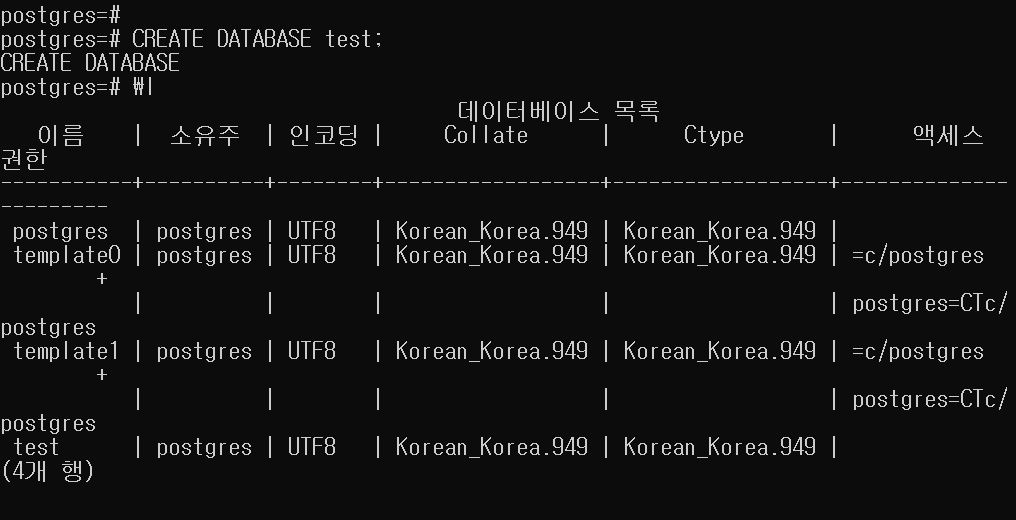 postgres=#
postgres=# CREATE DATABASE test;
CREATE DATABASE
postgres=# ₩l
데이터베이스 목록
이름 | 소유주 | 인코딩 | Collate | Ctype | 액세스
권한
-----------+----------+--------+------------------+------------------+--------------
---------
postgres | postgres | UTF8 | Korean_Korea.949 | Korean_Korea.949 |
template0 | postgres | UTF8 | Korean_Korea.949 | Korean_Korea.949 | =c/postgres
+
| | | | | postgres=CTc/
postgres
template1 | postgres | UTF8 | Korean_Korea.949 | Korean_Korea.949 | =c/postgres
+
| | | | | postgres=CTc/
postgres
test | postgres | UTF8 | Korean_Korea.949 | Korean_Korea.949 |
(4개 행)